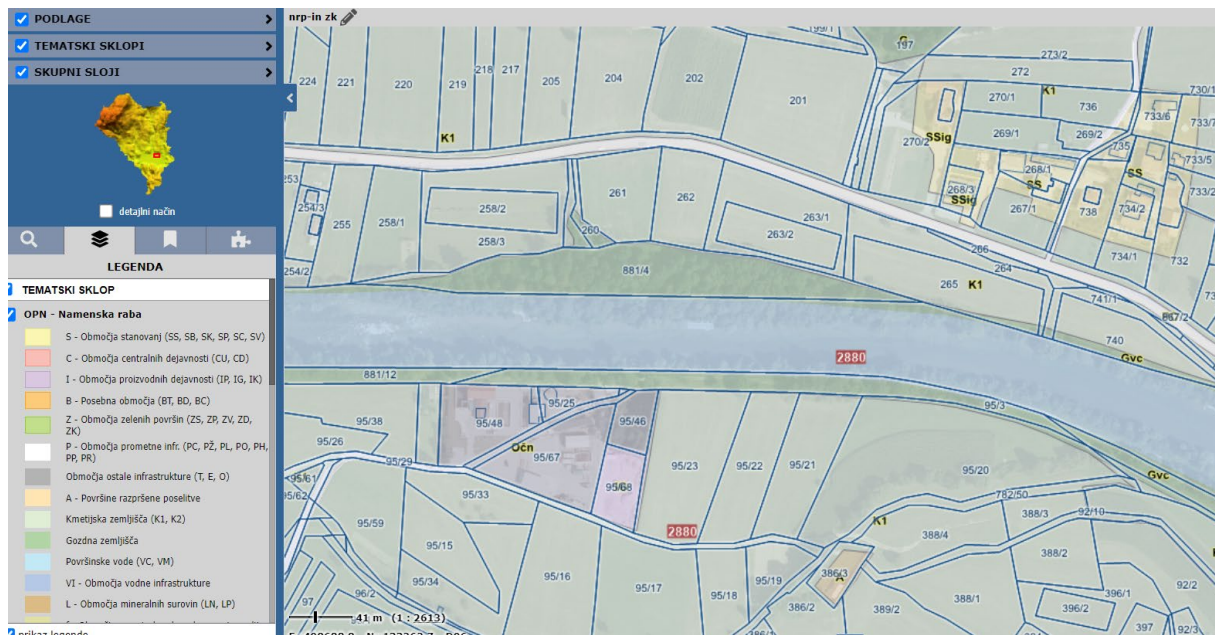 PODLAGE
TEMATSKI SKLOPI
SKUPNI SLOJI
detajlni način
LEGENDA
TEMATSKI SKLOP
OPN - Namenska raba
S - Območja stanovanj (SS, SB, SK, SP, SC, SV)
C - Območja centralnih dejavnosti (CU, CD)
I - Območja proizvodnih dejavnosti (IP, IG, IK)
B - Posebna območja (BT, BD, BC)
Z - Območja zelenih površin (ZS, ZP, ZV, ZD,
ZK)
P - Območja prometne infr. (PC, PŽ, PL, PO, PH,
PP, PR)
Območja ostale infrastrukture (T, E, O)
A - Površine razpršene poselitve
Kmetijska zemljišča (K1, K2)
Gozdna zemljišča
Površinske vode (VC, VM)
VI - Območja vodne infrastrukture
L - Območja mineralnih surovin (LN, LP)
prikaz legende
nrp-in zk
199/1
G
197
273/2
224 221 220 219 218 217 205 204 202 201
272
270/1 K1 736
730/1
733/6
K1
270/2 SSig
269/1 269/2
735
733/5
268/1
SS SS
253
254/3
255 258/1 258/2
261 262 263/1
268/3
SSig
267/1 738 734/2
733/2
258/3 260 263/2
266
734/1 732
254/2
881/4
265 K1 264
741/1
867/2
740
Gvc
2880
881/12
95/3
95/38 95/48 95/25 95/46
95/26
95/29
Očn
95/67
95/23 95/22 95/21 95/20
Gvc
95/61
95/62
95/33 95/68
782/50
95/59
2880
K1
388/3 92/10
388/4
95/15
388/2
95/34 95/16 95/17 95/19 386/3
A
92/2
97 96/2
95/18 386/2 389/2 388/1 396/1
396/2
397 92/3
41 m (1 : 2613)